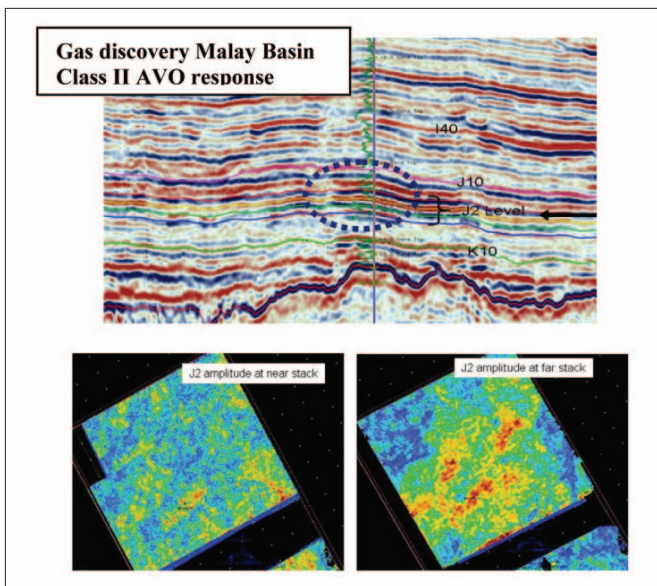 Gas discovery Malay Basin
Class II AVO response
I40
J10
J2 Level
K10
J2 amplitude at near stack
J2 amplitude at far stack